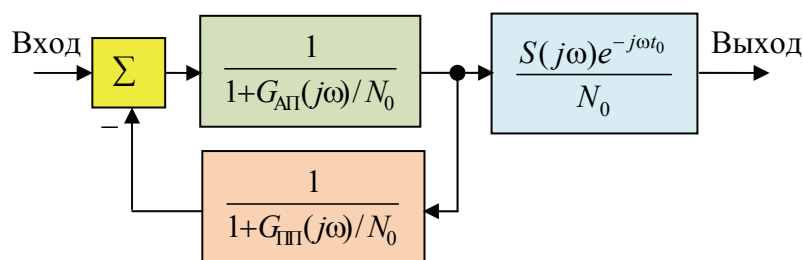 Вход
∑
−
1
1+G_АП(jω)/N_0
S(jω)e^{−jωt_0}
N_0
Выход
1
1+G_ПП(jω)/N_0